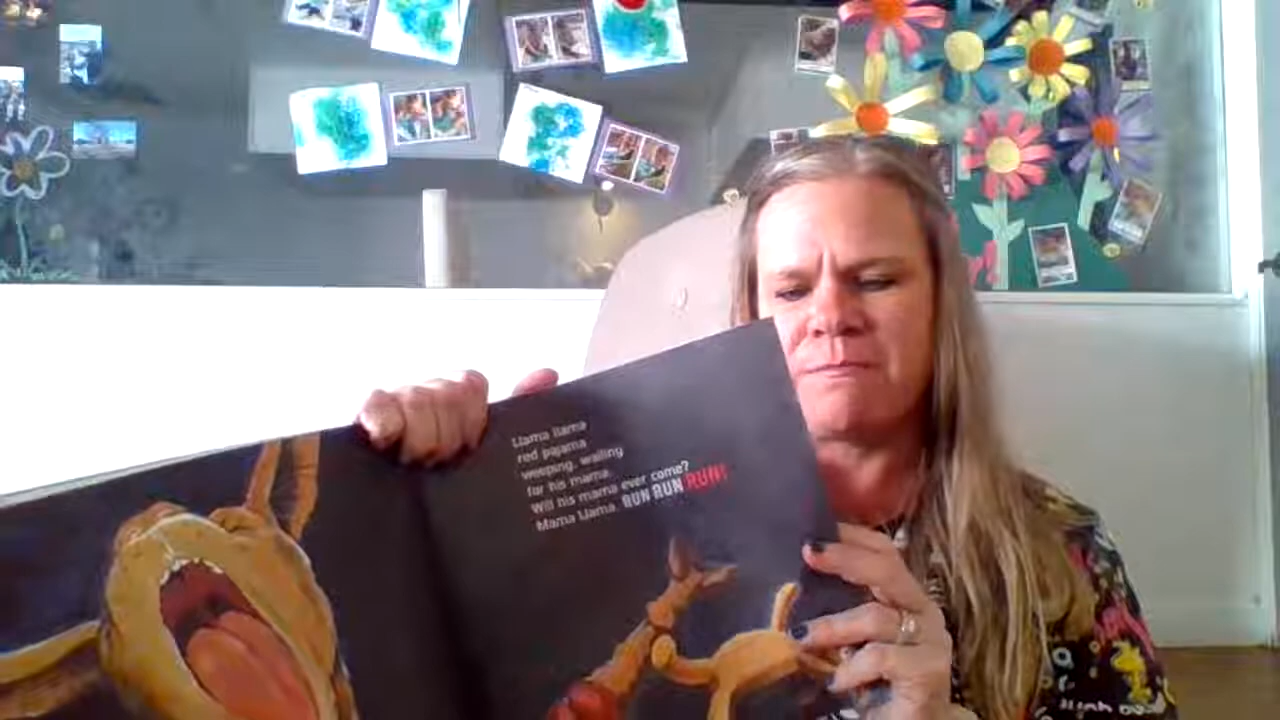 Llama llama
red pajama
weeping, wailing
for his mama.
Will his mama ever come?
Mama Llama, RUN RUN RUN!